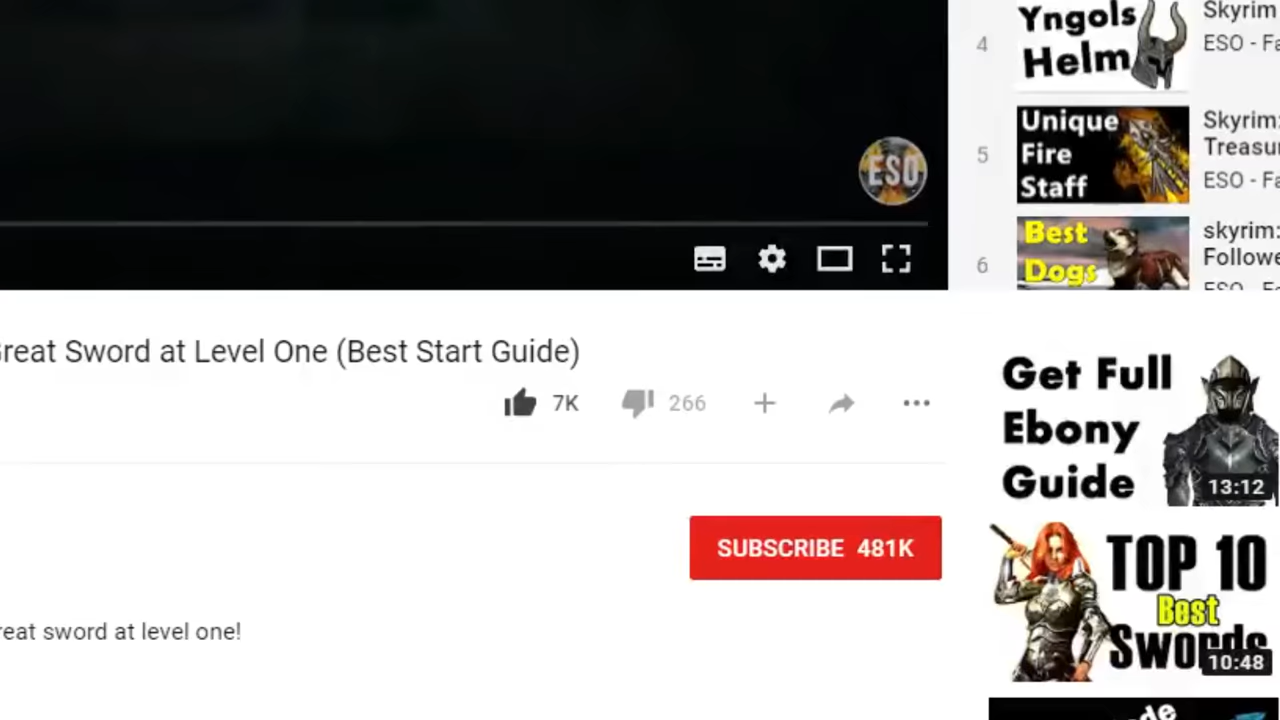 Yngols
Helm
4
Skyrim
ESO - Fa
Unique
Fire
Staff
5
Skyrim:
Treasur
ESO - Fa
ESO
Best
Dogs
6
skyrim:
Followe
Great Sword at Level One (Best Start Guide)
7K
266
Get Full
Ebony
Guide
13:12
SUBSCRIBE 481K
TOP 10
Best
Swords
10:48
reat sword at level one!